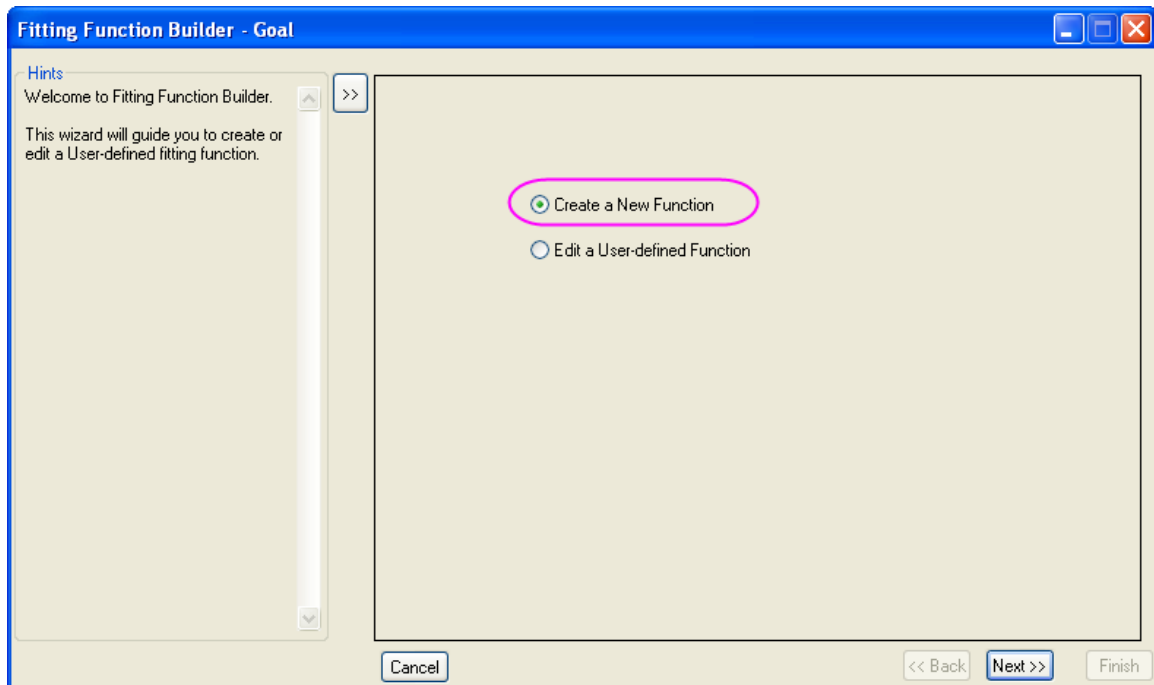 Fitting Function Builder - Goal
Hints
Welcome to Fitting Function Builder.
This wizard will guide you to create or
edit a User-defined fitting function.
>>
Create a New Function
Edit a User-defined Function
Cancel
<< Back
Next >>
Finish